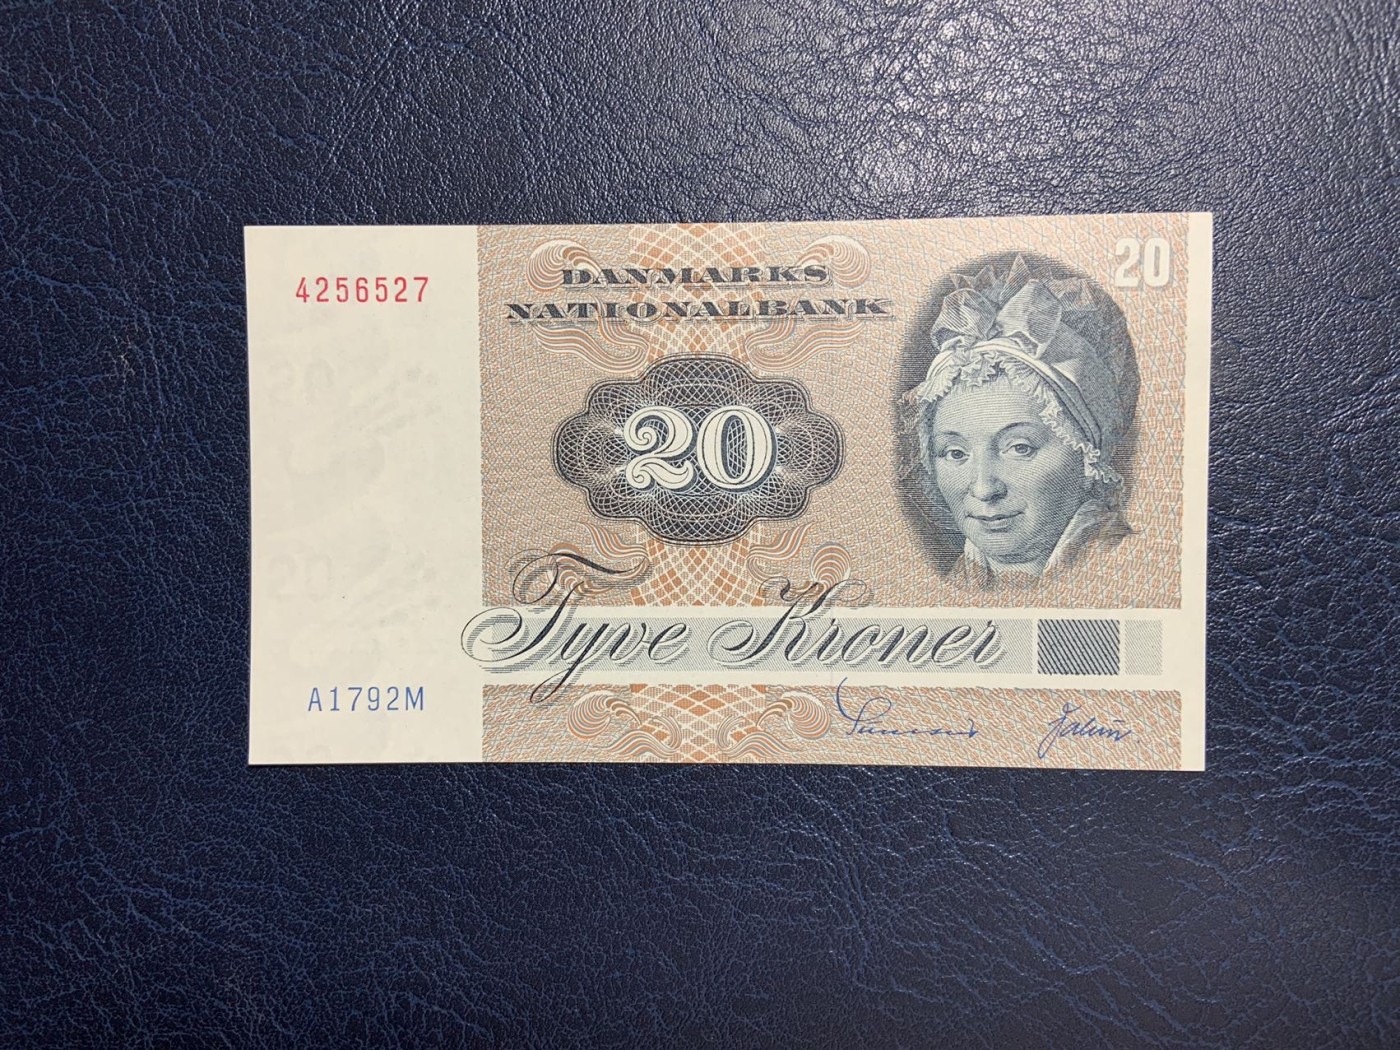 4256527
DANMARKS
NATIONALBANK
20
20
Tyve Kroner
A1792M